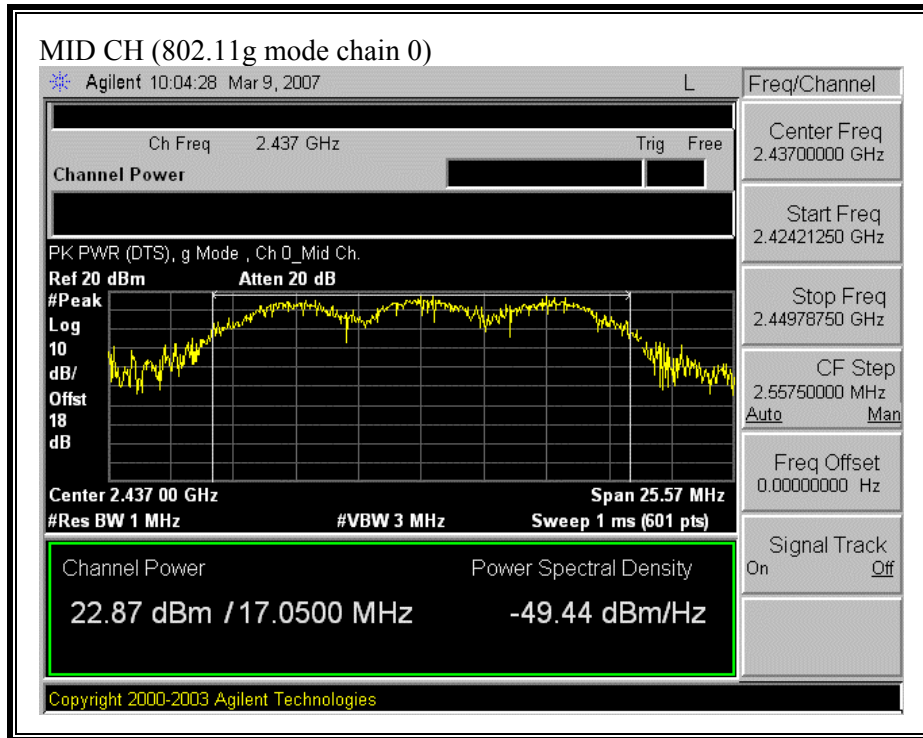 MID CH (802.11g mode chain 0)
Agilent 10:04:28 Mar 9, 2007 L
Freq/Channel
Ch Freq 2.437 GHz Trig Free
Channel Power
Center Freq
2.43700000 GHz
Start Freq
2.42421250 GHz
Stop Freq
2.44978750 GHz
CF Step
2.55750000 MHz
Auto Man
Freq Offset
0.00000000 Hz
Signal Track
On Off
PK PWR (DTS), g Mode , Ch 0_Mid Ch.
Ref 20 dBm Atten 20 dB
#Peak
Log
10
dB/
Offst
18
dB
Center 2.437 00 GHz Span 25.57 MHz
#Res BW 1 MHz #VBW 3 MHz Sweep 1 ms (601 pts)
Channel Power Power Spectral Density
22.87 dBm / 17.0500 MHz -49.44 dBm/Hz
Copyright 2000-2003 Agilent Technologies